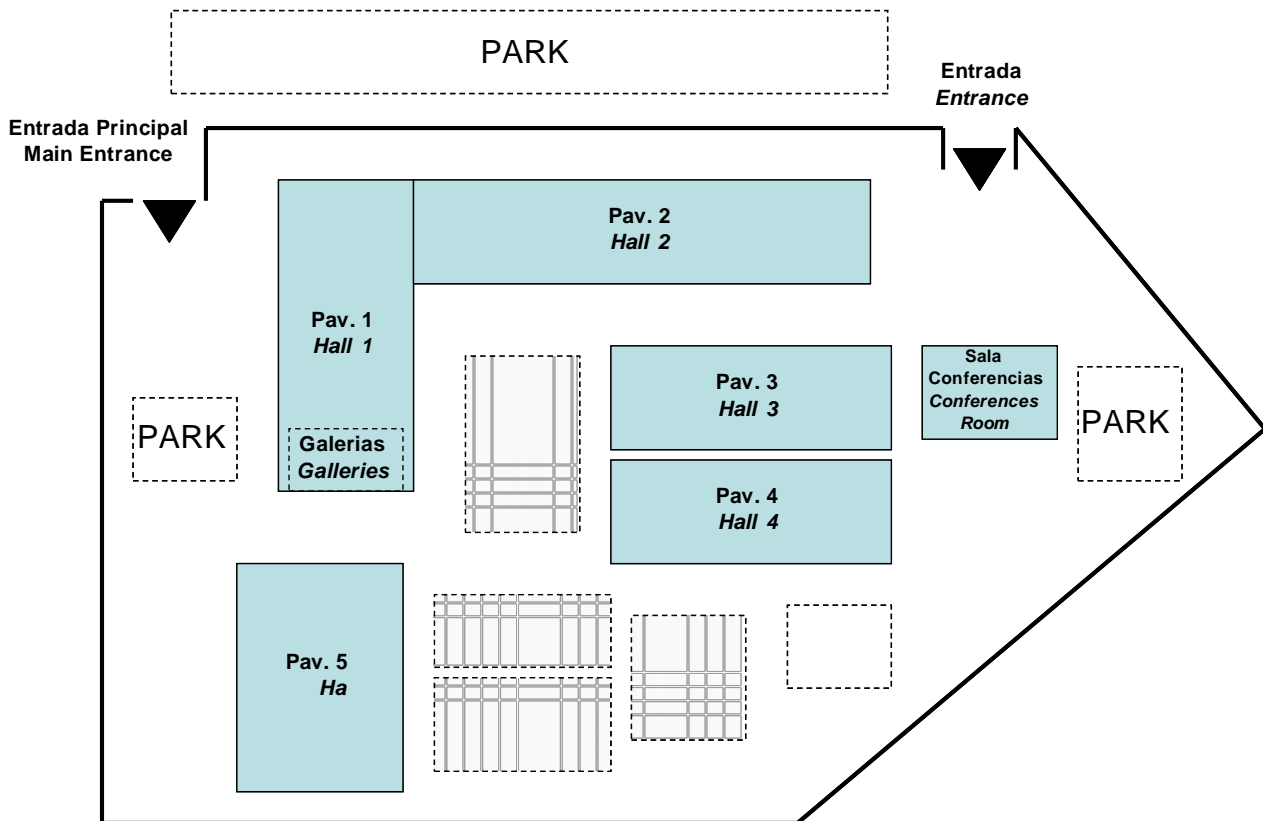 PARK
Entrada
Entrance
Entrada Principal
Main Entrance
Pav. 2
Hall 2
Pav. 1
Hall 1
Pav. 3
Hall 3
Sala
Conferencias
Conferences
Room
PARK
PARK
Galerias
Galleries
Pav. 4
Hall 4
Pav. 5
Ha